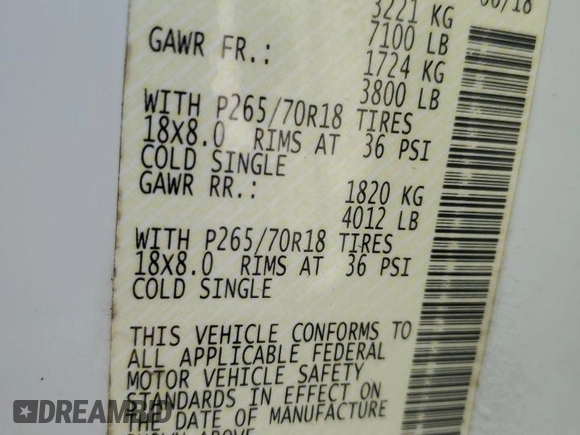 06/18
3221 KG
7100 LB
GAWR FR.: 1724 KG
3800 LB
WITH P265/70R18 TIRES
18X8.0 RIMS AT 36 PSI
COLD SINGLE
GAWR RR.: 1820 KG
4012 LB
WITH P265/70R18 TIRES
18X8.0 RIMS AT 36 PSI
COLD SINGLE
THIS VEHICLE CONFORMS TO
ALL APPLICABLE FEDERAL
MOTOR VEHICLE SAFETY
STANDARDS IN EFFECT ON
THE DATE OF MANUFACTURE
SHOWN ABOVE
DREAMRID